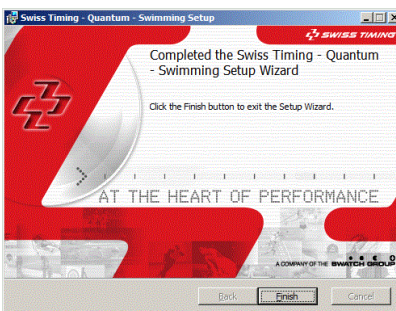 Swiss Timing - Quantum - Swimming Setup
SWISS TIMING
Completed the Swiss Timing - Quantum
- Swimming Setup Wizard
Click the Finish button to exit the Setup Wizard.
AT THE HEART OF PERFORMANCE
A COMPANY OF THE SWATCH GROUP
Back Finish Cancel